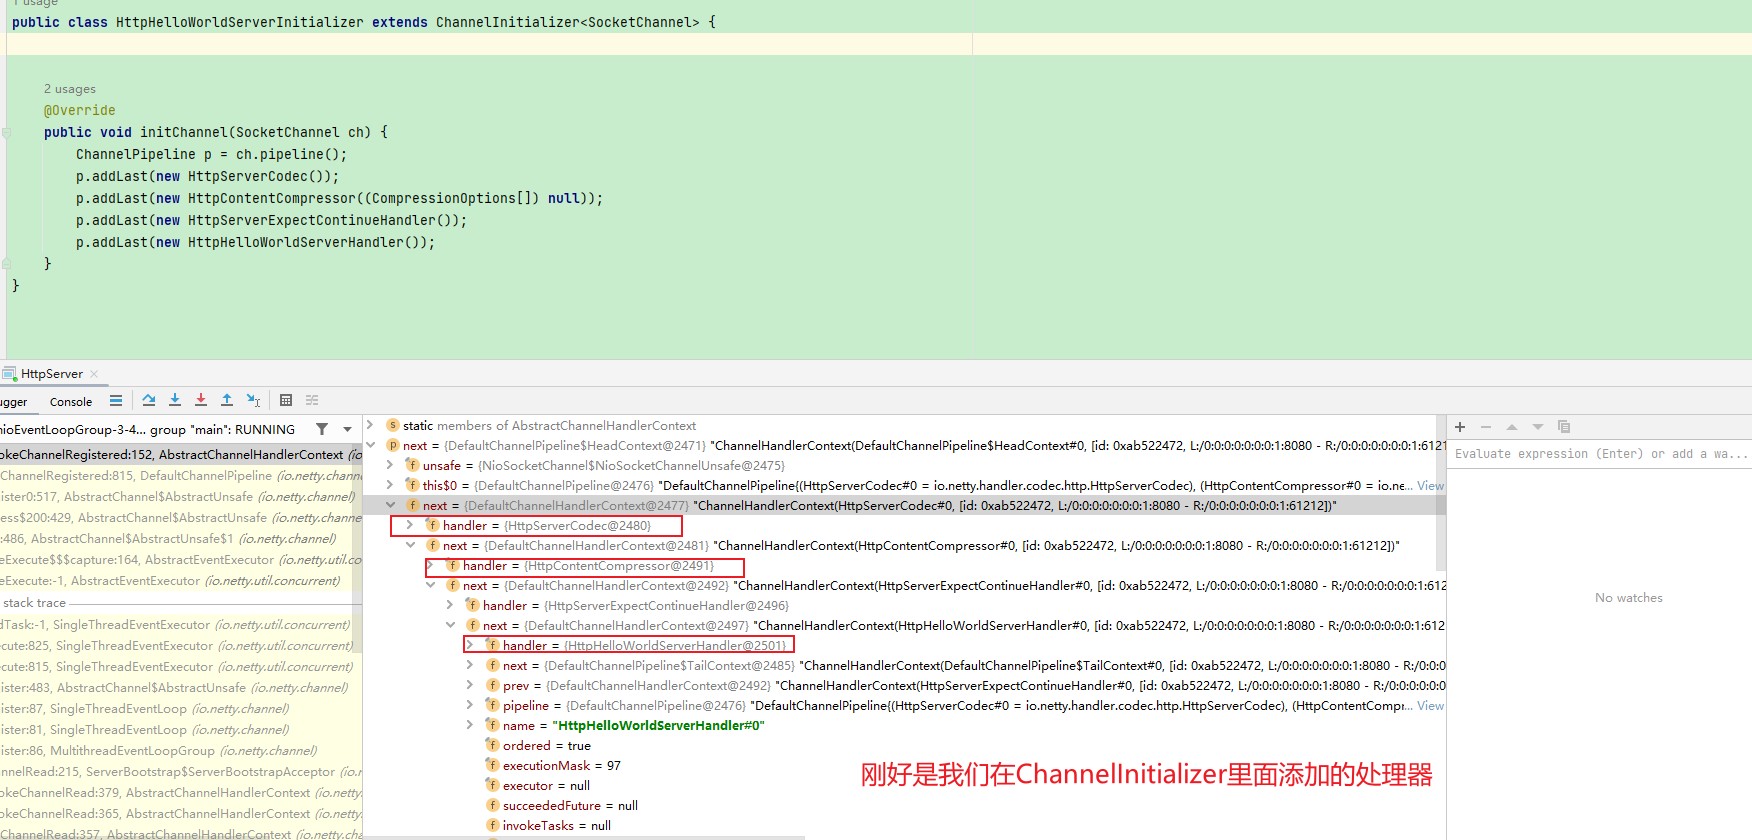 1 usage
public class HttpHelloWorldServerInitializer extends ChannelInitializer<SocketChannel> {
2 usages
@Override
public void initChannel(SocketChannel ch) {
ChannelPipeline p = ch.pipeline();
p.addLast(new HttpServerCodec());
p.addLast(new HttpContentCompressor((CompressionOptions[]) null));
p.addLast(new HttpServerExpectContinueHandler());
p.addLast(new HttpHelloWorldServerHandler());
}
}
HttpServer
ugger Console
nioEventLoopGroup-3-4... group "main": RUNNING
okeChannelRegistered:152, AbstractChannelHandlerContext (io
ChannelRegistered:815, DefaultChannelPipeline (io.netty.channel)
ister0:517, AbstractChannel$AbstractUnsafe (io.netty.channel)
ess$200:429, AbstractChannel$AbstractUnsafe (io.netty.channel)
:486, AbstractChannel$AbstractUnsafe$1 (io.netty.channel)
eExecute$$$capture:164, AbstractEventExecutor (io.netty.util.co
eExecute:-1, AbstractEventExecutor (io.netty.util.concurrent)
stack trace
dTask:-1, SingleThreadEventExecutor (io.netty.util.concurrent)
ecute:825, SingleThreadEventExecutor (io.netty.util.concurrent)
ecute:815, SingleThreadEventExecutor (io.netty.util.concurrent)
ister:483, AbstractChannel$AbstractUnsafe (io.netty.channel)
ister:87, SingleThreadEventLoop (io.netty.channel)
ister:81, SingleThreadEventLoop (io.netty.channel)
ister:86, MultithreadEventLoopGroup (io.netty.channel)
nnelRead:215, ServerBootstrap$ServerBootstrapAcceptor (io.n
okeChannelRead:379, AbstractChannelHandlerContext (io.nett
okeChannelRead:365, AbstractChannelHandlerContext (io.nett
ChannelRead:357, AbstractChannelHandlerContext (io.netty.cha
static members of AbstractChannelHandlerContext
next = {DefaultChannelPipeline$HeadContext@2471} "ChannelHandlerContext(DefaultChannelPipeline$HeadContext#0, [id: 0xab522472, L:/0:0:0:0:0:0:0:1:8080 - R:/0:0:0:0:0:0:0:1:6121
unsafe = {NioSocketChannel$NioSocketChannelUnsafe@2475}
this$0 = {DefaultChannelPipeline@2476} "DefaultChannelPipeline{(HttpServerCodec#0 = io.netty.handler.codec.http.HttpServerCodec), (HttpContentCompressor#0 = io.ne... View
next = {DefaultChannelHandlerContext@2477} "ChannelHandlerContext(HttpServerCodec#0, [id: 0xab522472, L:/0:0:0:0:0:0:0:1:8080 - R:/0:0:0:0:0:0:0:1:61212])"
handler = {HttpServerCodec@2480}
next = {DefaultChannelHandlerContext@2481} "ChannelHandlerContext(HttpContentCompressor#0, [id: 0xab522472, L:/0:0:0:0:0:0:0:1:8080 - R:/0:0:0:0:0:0:0:1:61212])"
handler = {HttpContentCompressor@2491}
next = {DefaultChannelHandlerContext@2492} "ChannelHandlerContext(HttpServerExpectContinueHandler#0, [id: 0xab522472, L:/0:0:0:0:0:0:0:1:8080 - R:/0:0:0:0:0:0:0:1:612
handler = {HttpServerExpectContinueHandler@2496}
next = {DefaultChannelHandlerContext@2497} "ChannelHandlerContext(HttpHelloWorldServerHandler#0, [id: 0xab522472, L:/0:0:0:0:0:0:0:1:8080 - R:/0:0:0:0:0:0:0:1:612
handler = {HttpHelloWorldServerHandler@2501}
next = {DefaultChannelPipeline$TailContext@2485} "ChannelHandlerContext(DefaultChannelPipeline$TailContext#0, [id: 0xab522472, L:/0:0:0:0:0:0:0:1:8080 - R:/0:0:0
prev = {DefaultChannelHandlerContext@2492} "ChannelHandlerContext(HttpServerExpectContinueHandler#0, [id: 0xab522472, L:/0:0:0:0:0:0:0:1:8080 - R:/0:0:0:0:0
pipeline = {DefaultChannelPipeline@2476} "DefaultChannelPipeline{(HttpServerCodec#0 = io.netty.handler.codec.http.HttpServerCodec), (HttpContentCompr... View
name = "HttpHelloWorldServerHandler#0"
ordered = true
executionMask = 97
executor = null
succeededFuture = null
invokeTasks = null
刚好是我们在ChannelInitializer里面添加的处理器
Evaluate expression (Enter) or add a wa...
No watches